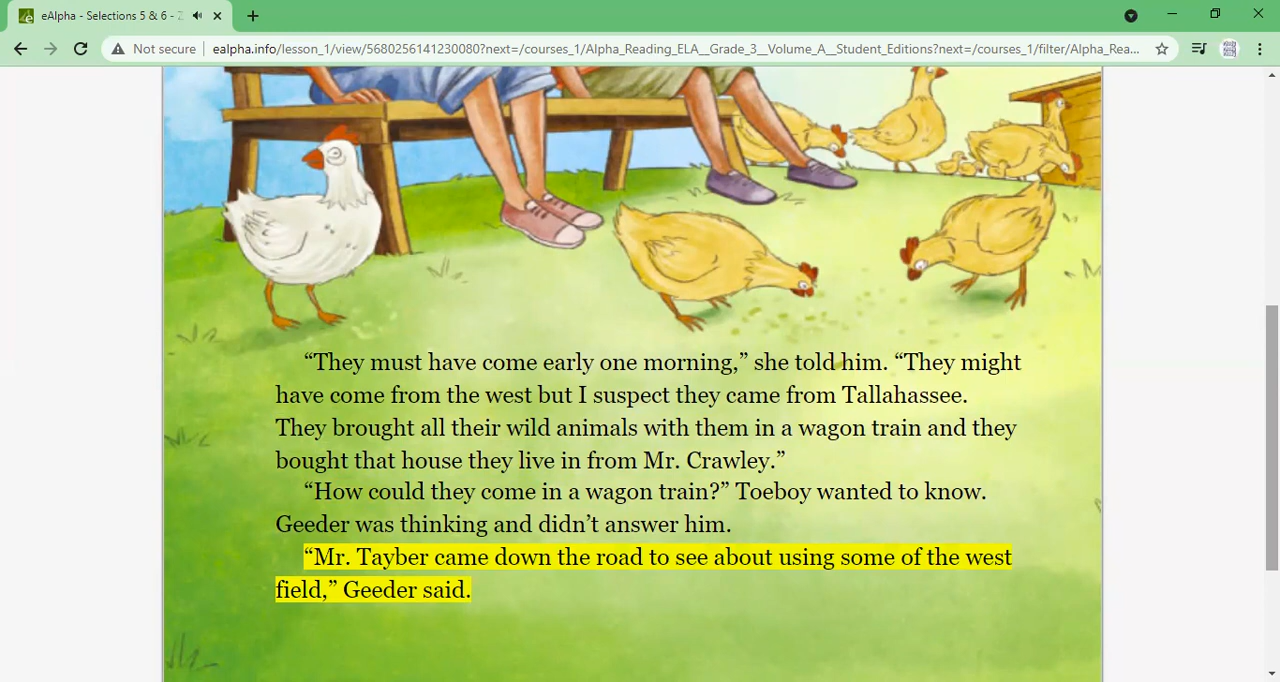 eAlpha - Selections 5 & 6 -
Not secure
ealpha.info/lesson_1/view/5680256141230080?next=/courses_1/Alpha_Reading_ELA__Grade_3__Volume_A__Student_Editions?next=/courses_1/filter/Alpha_Rea...
“They must have come early one morning,” she told him. “They might
have come from the west but I suspect they came from Tallahassee.
They brought all their wild animals with them in a wagon train and they
bought that house they live in from Mr. Crawley.”
“How could they come in a wagon train?” Toeboy wanted to know.
Geeder was thinking and didn’t answer him.
“Mr. Tayber came down the road to see about using some of the west
field,” Geeder said.